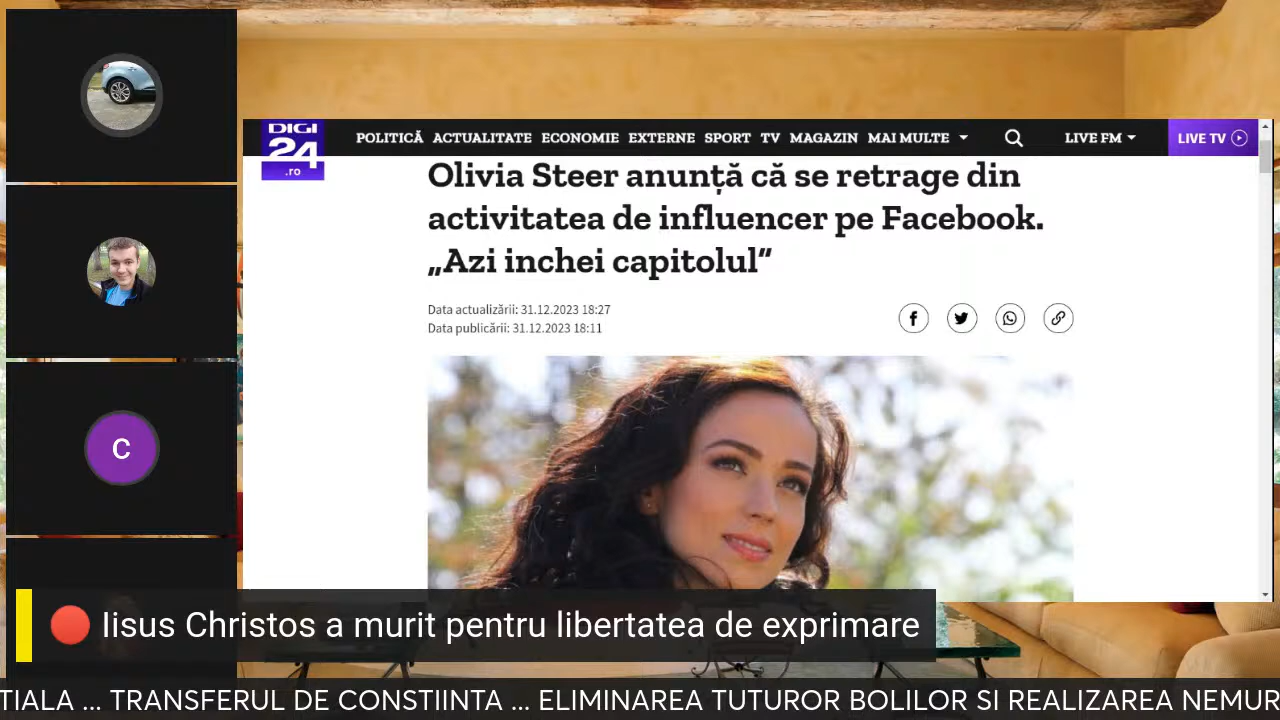 DIGI
24
.ro
POLITICĂ ACTUALITATE ECONOMIE EXTERNE SPORT TV MAGAZIN MAI MULTE LIVE FM LIVE TV
Olivia Steer anunță că se retrage din
activitatea de influencer pe Facebook.
„Azi inchei capitolul”
Data actualizării: 31.12.2023 18:27
Data publicării: 31.12.2023 18:11
C
Iisus Christos a murit pentru libertatea de exprimare
TIALA ... TRANSFERUL DE CONSTIINTA ... ELIMINAREA TUTUROR BOLILOR SI REALIZAREA NEMUR